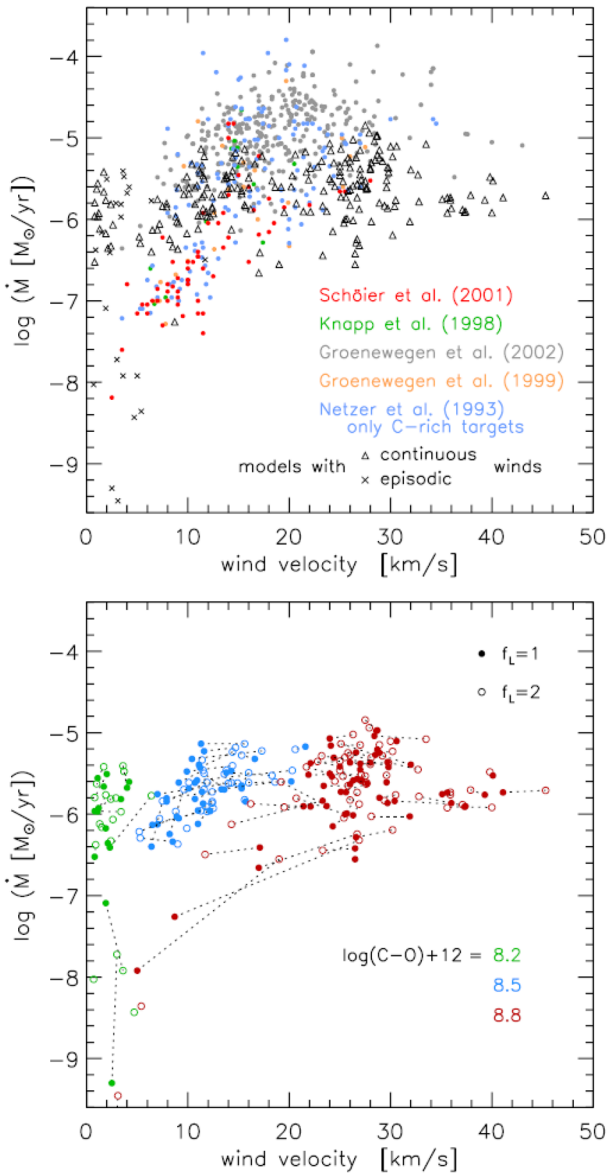 −4
−5
−6
−7
−8
−9
log (Ṁ [M⊙/yr])
Schöier et al. (2001)
Knapp et al. (1998)
Groenewegen et al. (2002)
Groenewegen et al. (1999)
Netzer et al. (1993)
only C−rich targets
models with △ continuous winds
× episodic
0 10 20 30 40 50
wind velocity [km/s]
−4
−5
−6
−7
−8
−9
log (Ṁ [M⊙/yr])
● f_L=1
○ f_L=2
log(C−O)+12 = 8.2
8.5
8.8
0 10 20 30 40 50
wind velocity [km/s]